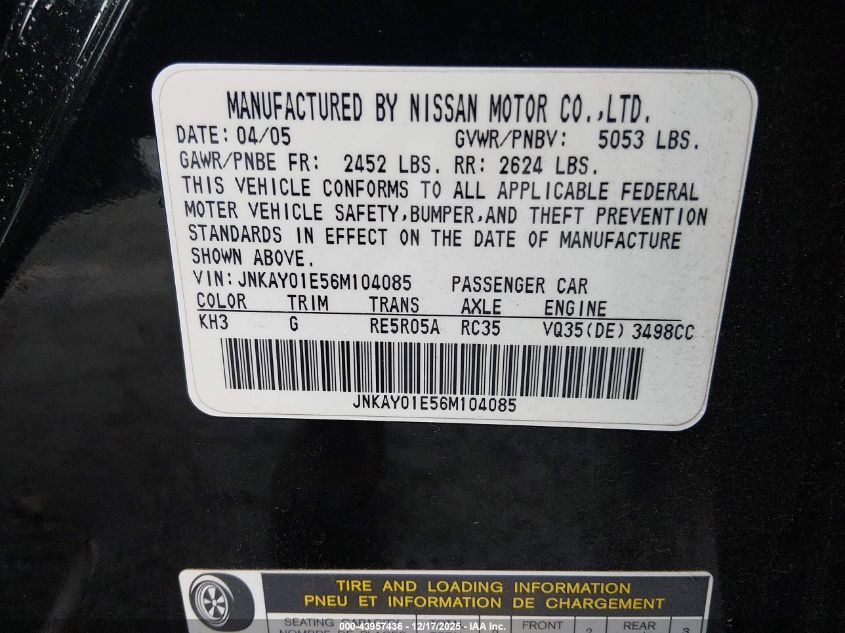 MANUFACTURED BY NISSAN MOTOR CO.,LTD.
DATE: 04/05 GVWR/PNBV: 5053 LBS.
GAWR/PNBE FR: 2452 LBS. RR: 2624 LBS.
THIS VEHICLE CONFORMS TO ALL APPLICABLE FEDERAL
MOTER VEHICLE SAFETY,BUMPER,AND THEFT PREVENTION
STANDARDS IN EFFECT ON THE DATE OF MANUFACTURE
SHOWN ABOVE.
VIN: JNKAY01E56M104085 PASSENGER CAR
COLOR TRIM TRANS AXLE ENGINE
KH3 G RE5R05A RC35 VQ35(DE) 3498CC
JNKAY01E56M104085
TIRE AND LOADING INFORMATION
PNEU ET INFORMATION DE CHARGEMENT
SEATING FRONT 2 REAR 3
000-43957436 - 12/17/2025 - IAA Inc.